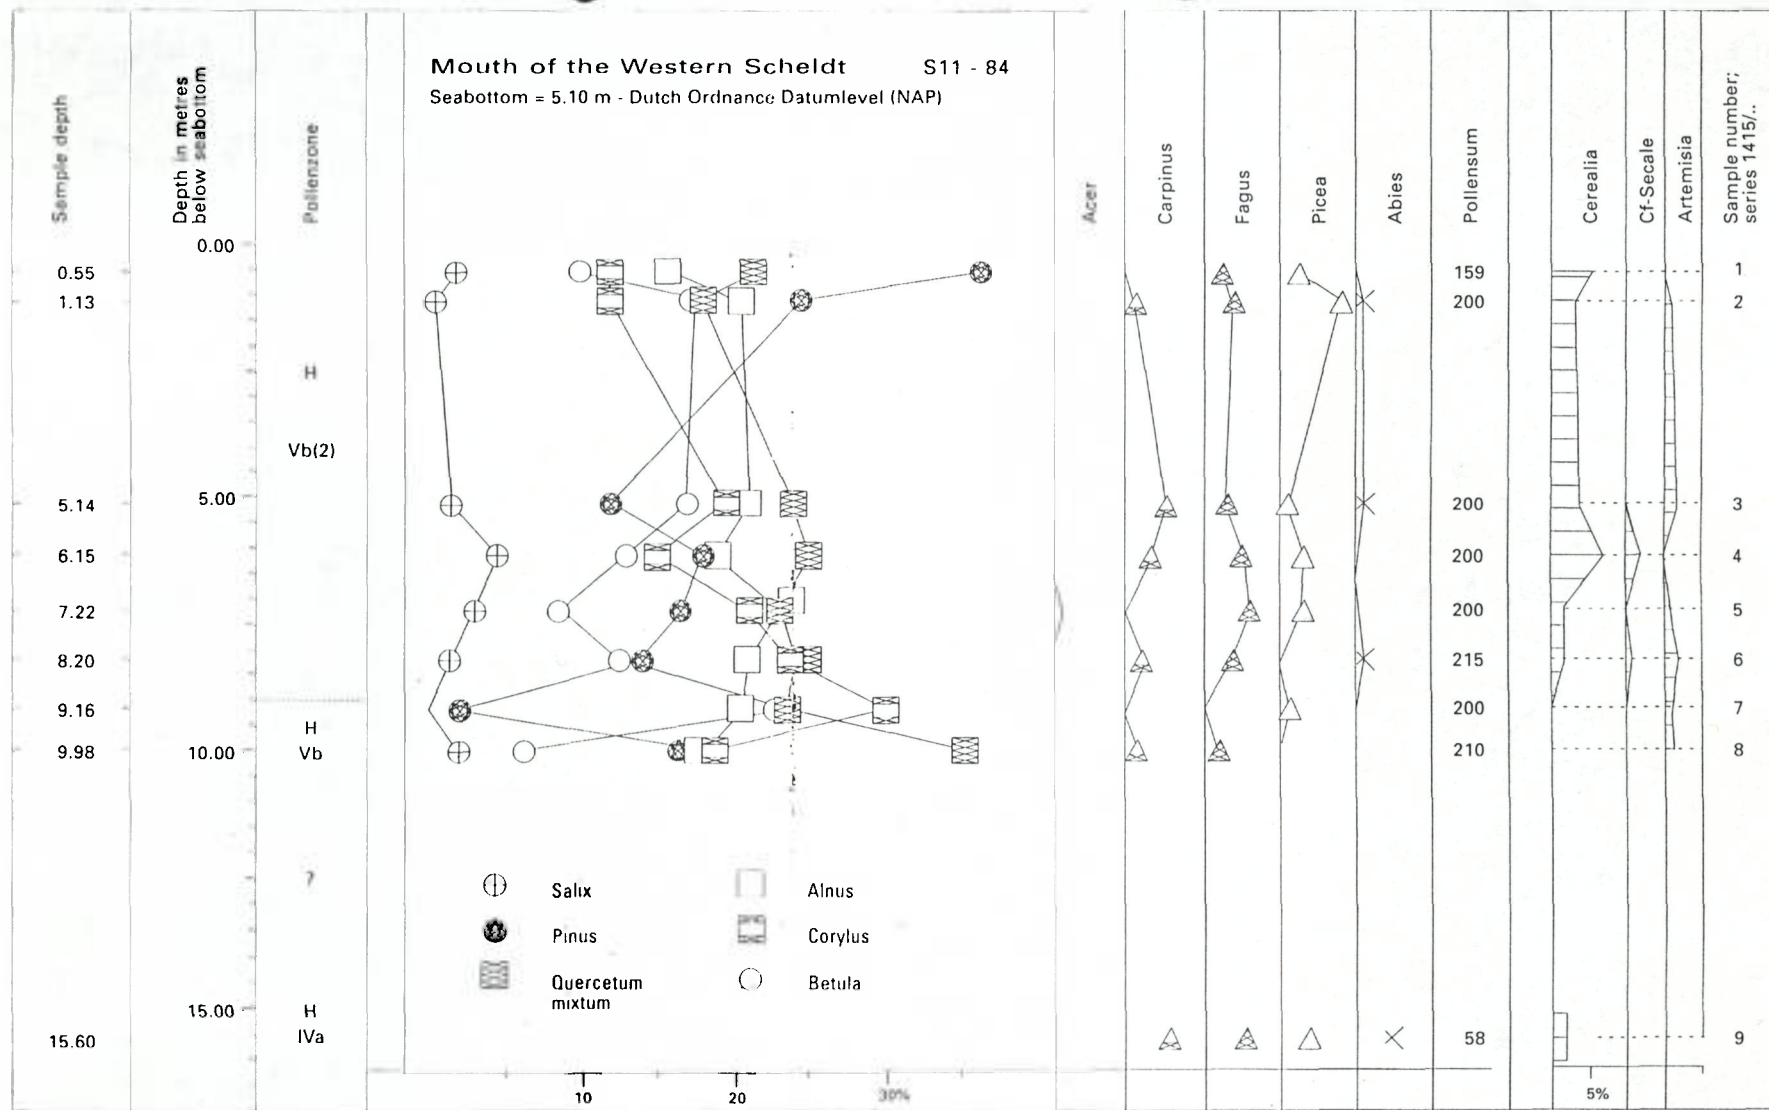 Mouth of the Western Scheldt S11 - 84
Seabottom = 5.10 m - Dutch Ordnance Datumlevel (NAP)
Sample depth
Depth in metres
below seabottom
Pollenzone
Acer
Carpinus
Fagus
Picea
Abies
Pollensum
Cerealia
Cf-Secale
Artemisia
Sample number;
series 1415/..
0.00
0.55 159 1
1.13 200 2
H
Vb(2)
5.00
5.14 200 3
6.15 200 4
7.22 200 5
8.20 215 6
9.16 200 7
H
9.98 10.00 Vb 210 8
?
Salix Alnus
Pinus Corylus
Quercetum Betula
mixtum
15.00 H
15.60 IVa 58 9
10 20 30% 5%